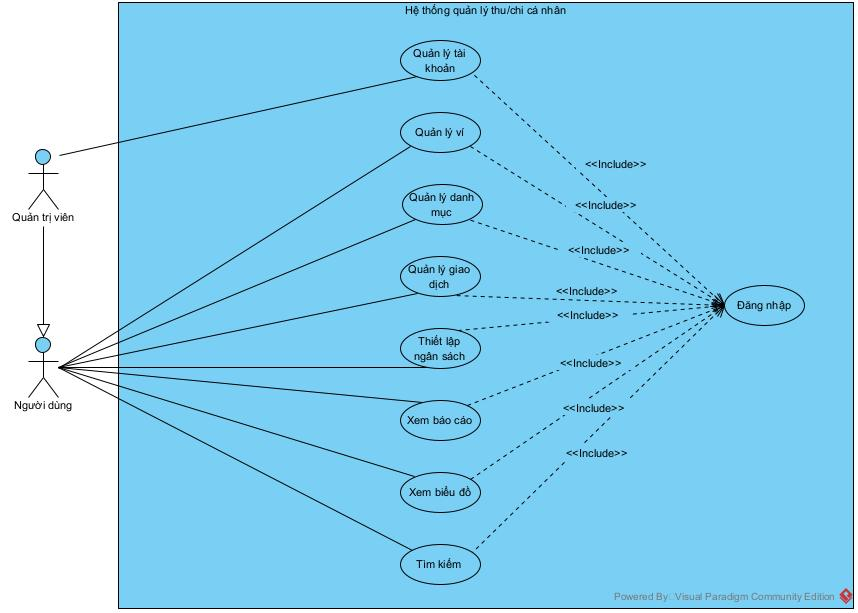 Hệ thống quản lý thu/chi cá nhân
Quản lý tài
khoản
Quản lý ví
<<Include>>
Quản lý danh
mục
<<Include>>
Quản trị viên
<<Include>>
Quản lý giao
dịch
<<Include>>
Đăng nhập
<<Include>>
Thiết lập
ngân sách
<<Include>>
Người dùng
<<Include>>
Xem báo cáo
<<Include>>
Xem biểu đồ
Tìm kiếm
Powered By: Visual Paradigm Community Edition